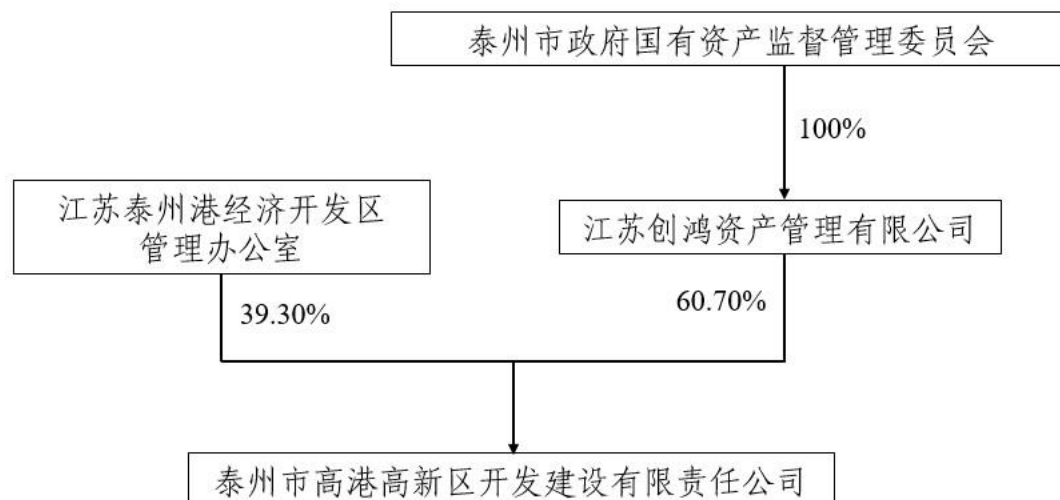 泰州市政府国有资产监督管理委员会
100%
江苏泰州港经济开发区
管理办公室
江苏创鸿资产管理有限公司
39.30%
60.70%
泰州市高港高新区开发建设有限责任公司